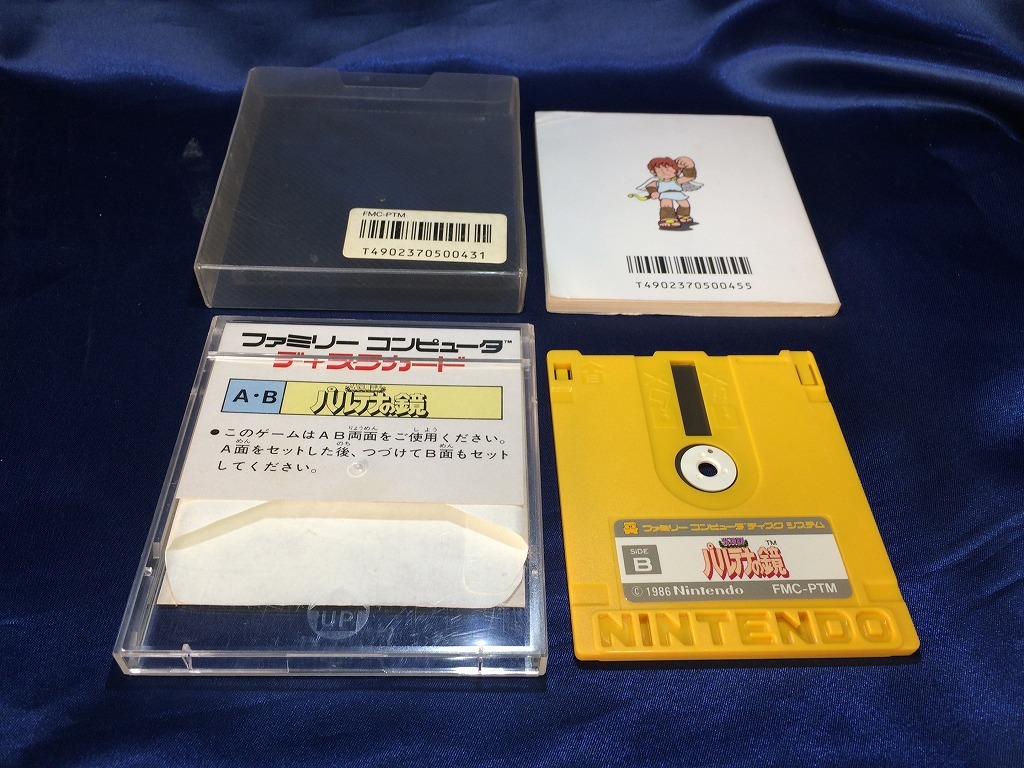 FMC-PTM
T4902370500431
T4902370500455
ファミリー コンピュータ™
ディスクカード
A・B
パルテナの鏡
●このゲームはAB両面をご使用ください。
A面をセットした後、つづけてB面もセット
してください。
UP!
ファミリー コンピュータ ディスク システム
SIDE
B
パルテナの鏡™
© 1986 Nintendo FMC-PTM
NINTENDO